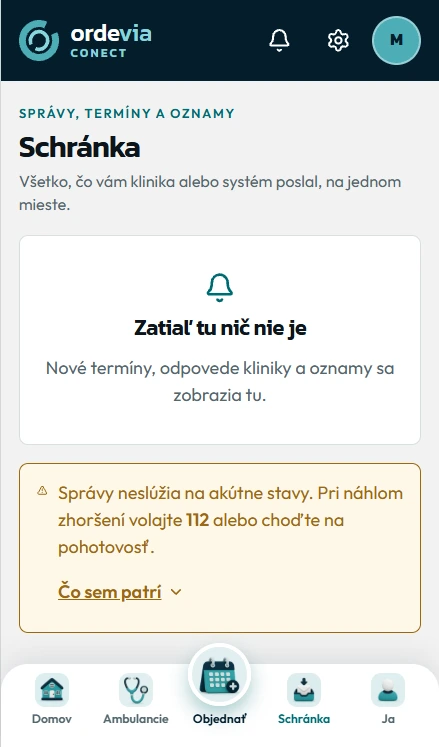 ordevia
CONECT
M
SPRÁVY, TERMÍNY A OZNAMY
Schránka
Všetko, čo vám klinika alebo systém poslal, na jednom
mieste.
Zatiaľ tu nič nie je
Nové termíny, odpovede kliniky a oznamy sa
zobrazia tu.
Správy neslúžia na akútne stavy. Pri náhlom
zhoršení volajte 112 alebo choďte na
pohotovosť.
Čo sem patrí
Domov
Ambulancie
Objednať
Schránka
Ja